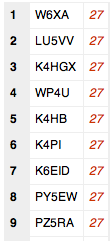 1 W6XA 27
2 LU5VV 27
3 K4HGX 27
4 WP4U 27
5 K4HB 27
6 K4PI 27
7 K6EID 27
8 PY5EW 27
9 PZ5RA 27